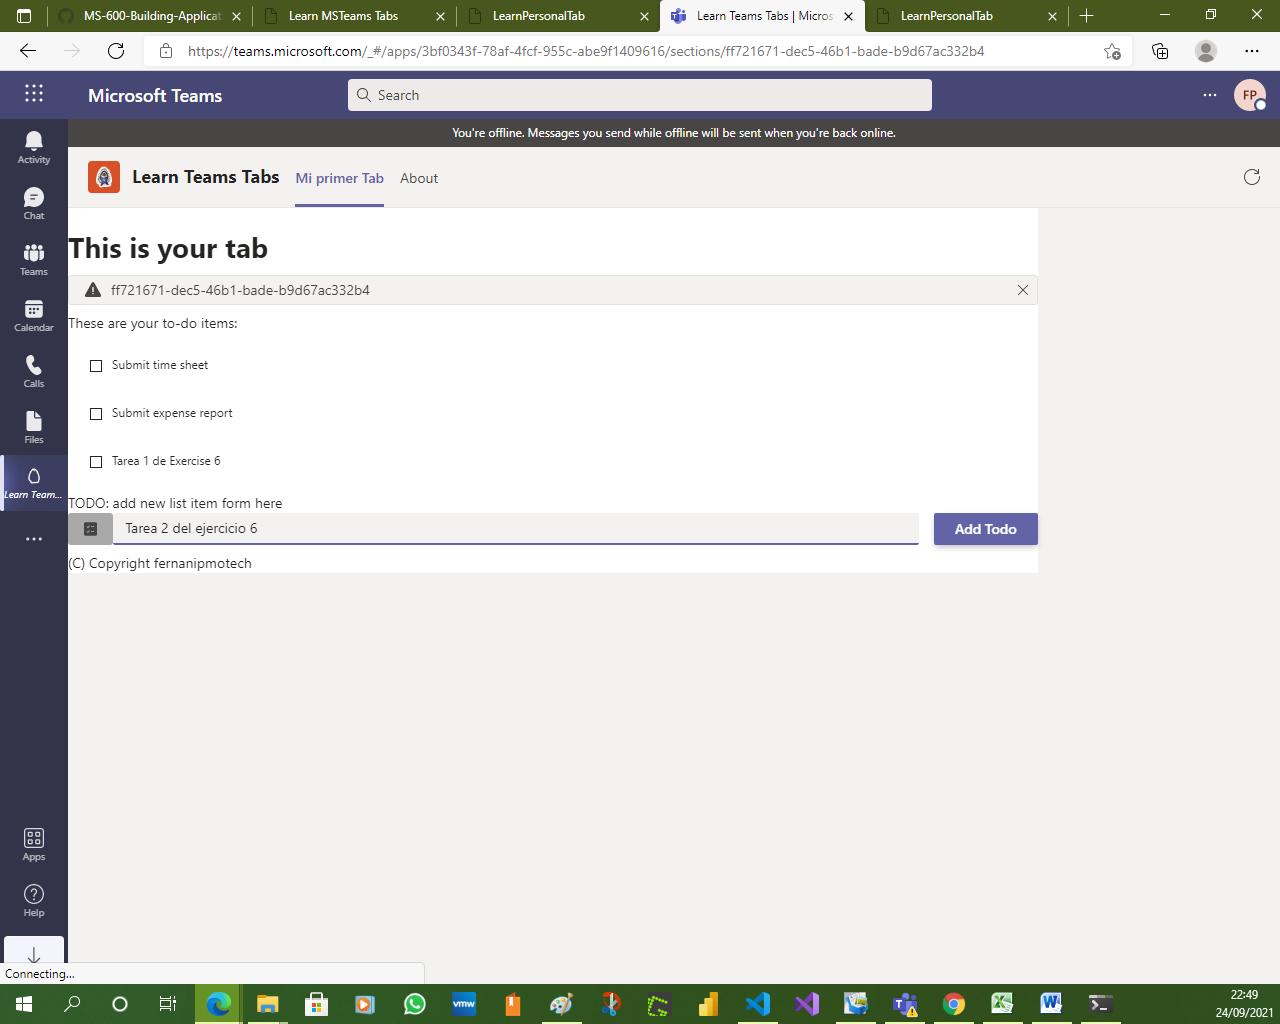 MS-600-Building-Applicat
Learn MSTeams Tabs
LearnPersonalTab
Learn Teams Tabs | Micros
LearnPersonalTab
https://teams.microsoft.com/_#/apps/3bf0343f-78af-4fcf-955c-abe9f1409616/sections/ff721671-dec5-46b1-bade-b9d67ac332b4
Microsoft Teams
Search
FP
You're offline. Messages you send while offline will be sent when you're back online.
Activity
Chat
Teams
Calendar
Calls
Files
Learn Team...
Apps
Help
Learn Teams Tabs
Mi primer Tab
About
This is your tab
ff721671-dec5-46b1-bade-b9d67ac332b4
These are your to-do items:
Submit time sheet
Submit expense report
Tarea 1 de Exercise 6
TODO: add new list item form here
Tarea 2 del ejercicio 6
Add Todo
(C) Copyright fernanipmotech
Connecting...
vmw
22:49
24/09/2021